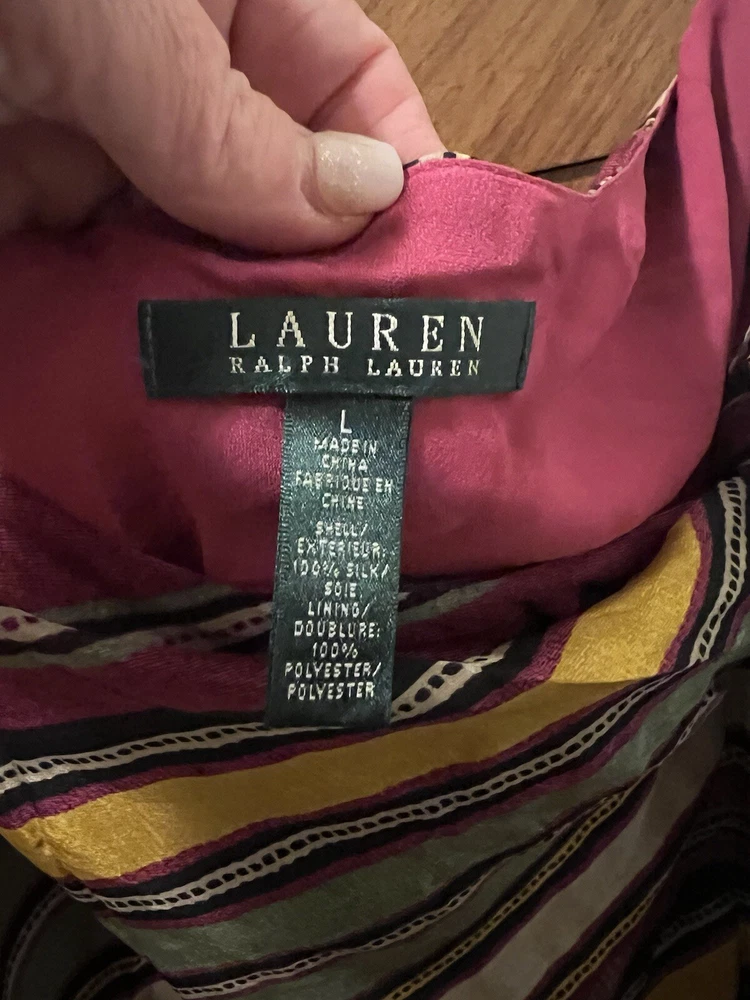 LAUREN
RALPH LAUREN
L
MADE IN
CHINA
FABRIQUE EN
CHINE
SHELL/
EXTERIEUR:
100% SILK/
SOIE
LINING/
DOUBLURE:
100%
POLYESTER/
POLYESTER